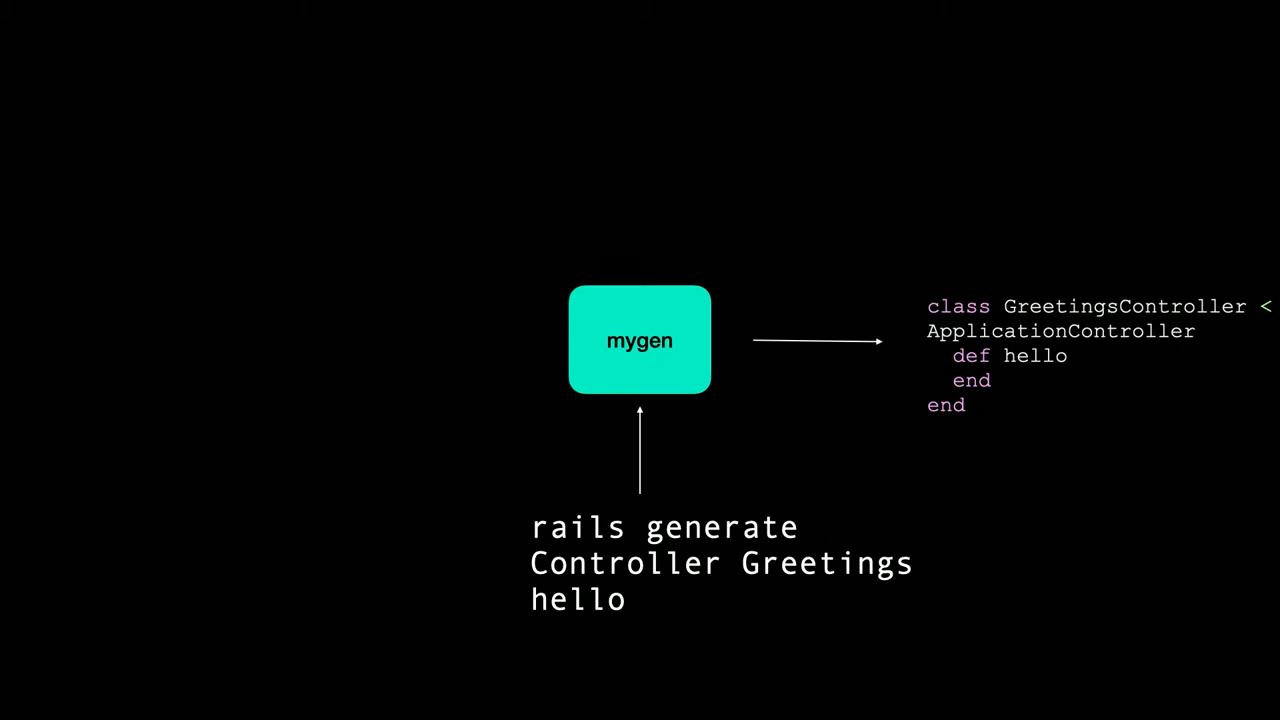 mygen
class GreetingsController <
ApplicationController
  def hello
  end
end
rails generate
Controller Greetings
hello